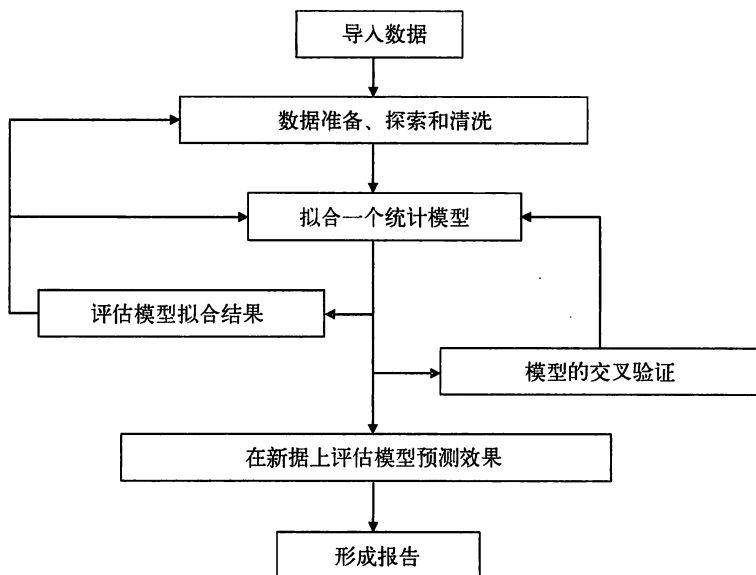 导入数据
数据准备、探索和清洗
拟合一个统计模型
评估模型拟合结果
模型的交叉验证
在新据上评估模型预测效果
形成报告